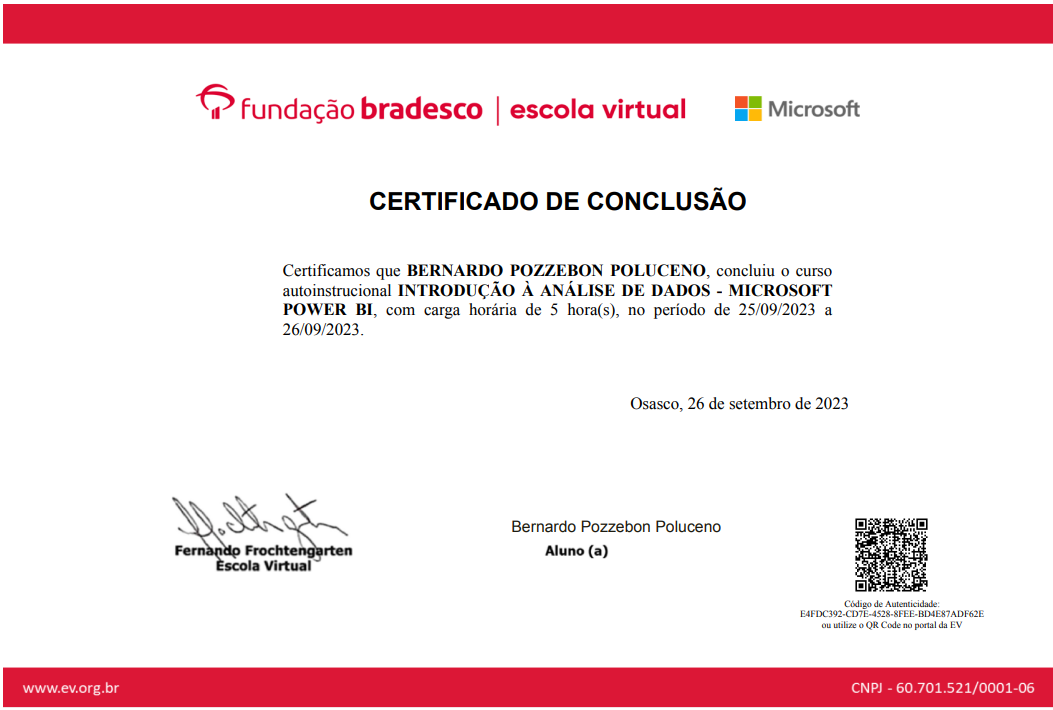 fundação bradesco | escola virtual Microsoft
CERTIFICADO DE CONCLUSÃO
Certificamos que BERNARDO POZZEBON POLUCENO, concluiu o curso
autoinstrucional INTRODUÇÃO À ANÁLISE DE DADOS - MICROSOFT
POWER BI, com carga horária de 5 hora(s), no período de 25/09/2023 a
26/09/2023.
Osasco, 26 de setembro de 2023
Fernando Frochtengarten
Escola Virtual
Bernardo Pozzebon Poluceno
Aluno (a)
Código de Autenticidade:
E4FDC392-CD7E-4528-8FEE-BD4E87ADF62E
ou utilize o QR Code no portal da EV
www.ev.org.br
CNPJ - 60.701.521/0001-06